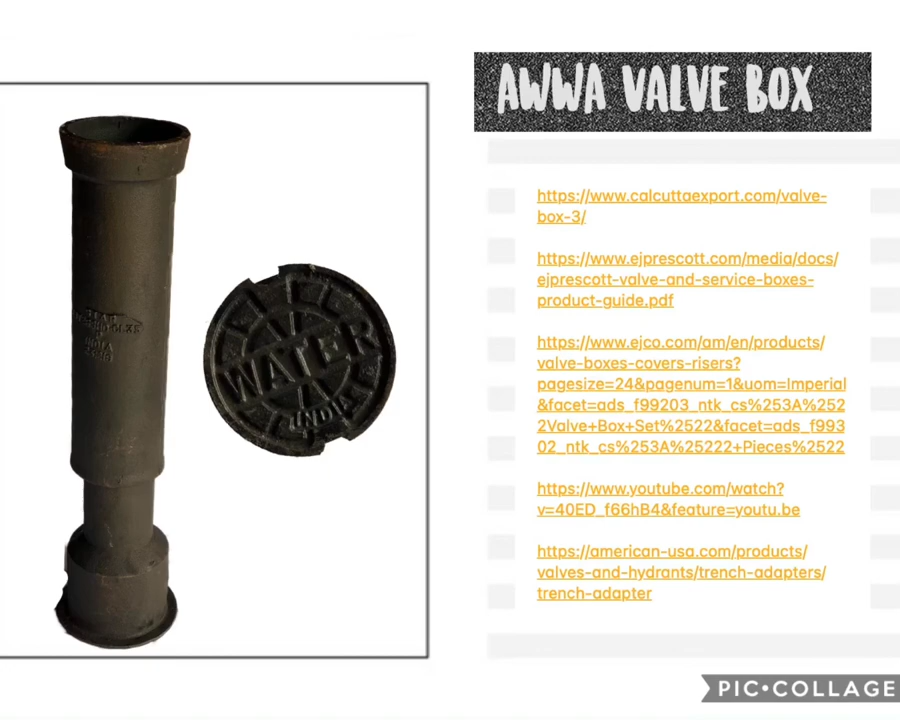 AWWA VALVE BOX
https://www.calcuttaexport.com/valve-
box-3/
https://www.ejprescott.com/media/docs/
ejprescott-valve-and-service-boxes-
product-guide.pdf
https://www.ejco.com/am/en/products/
valve-boxes-covers-risers?
pagesize=24&pagenum=1&uom=Imperial
&facet=ads_f99203_ntk_cs%253A%252
2Valve+Box+Set%2522&facet=ads_f993
02_ntk_cs%253A%25222+Pieces%2522
https://www.youtube.com/watch?
v=40ED_f66hB4&feature=youtu.be
https://american-usa.com/products/
valves-and-hydrants/trench-adapters/
trench-adapter
INDIA
WATER
INDIA
PIC•COLLAGE